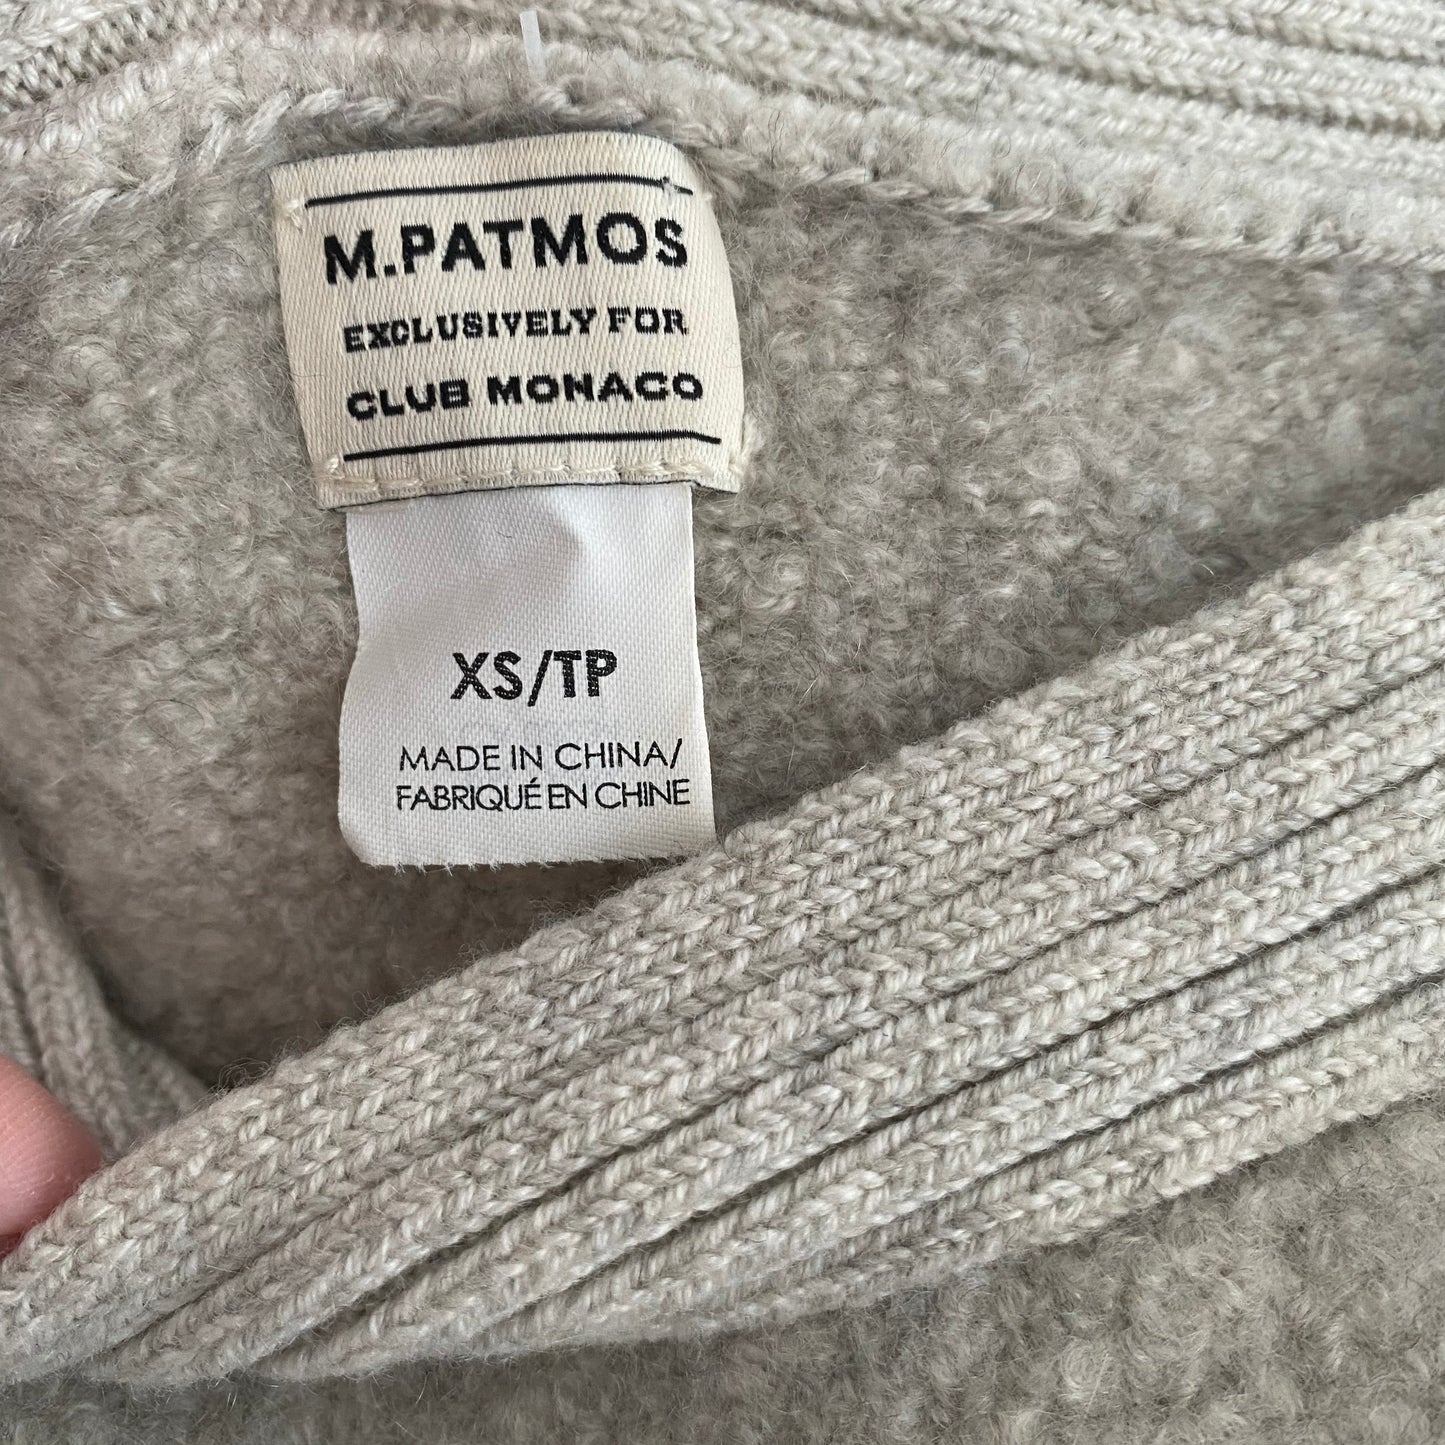 M.PATMOS
EXCLUSIVELY FOR
CLUB MONACO
XS/TP
MADE IN CHINA/
FABRIQUÉ EN CHINE